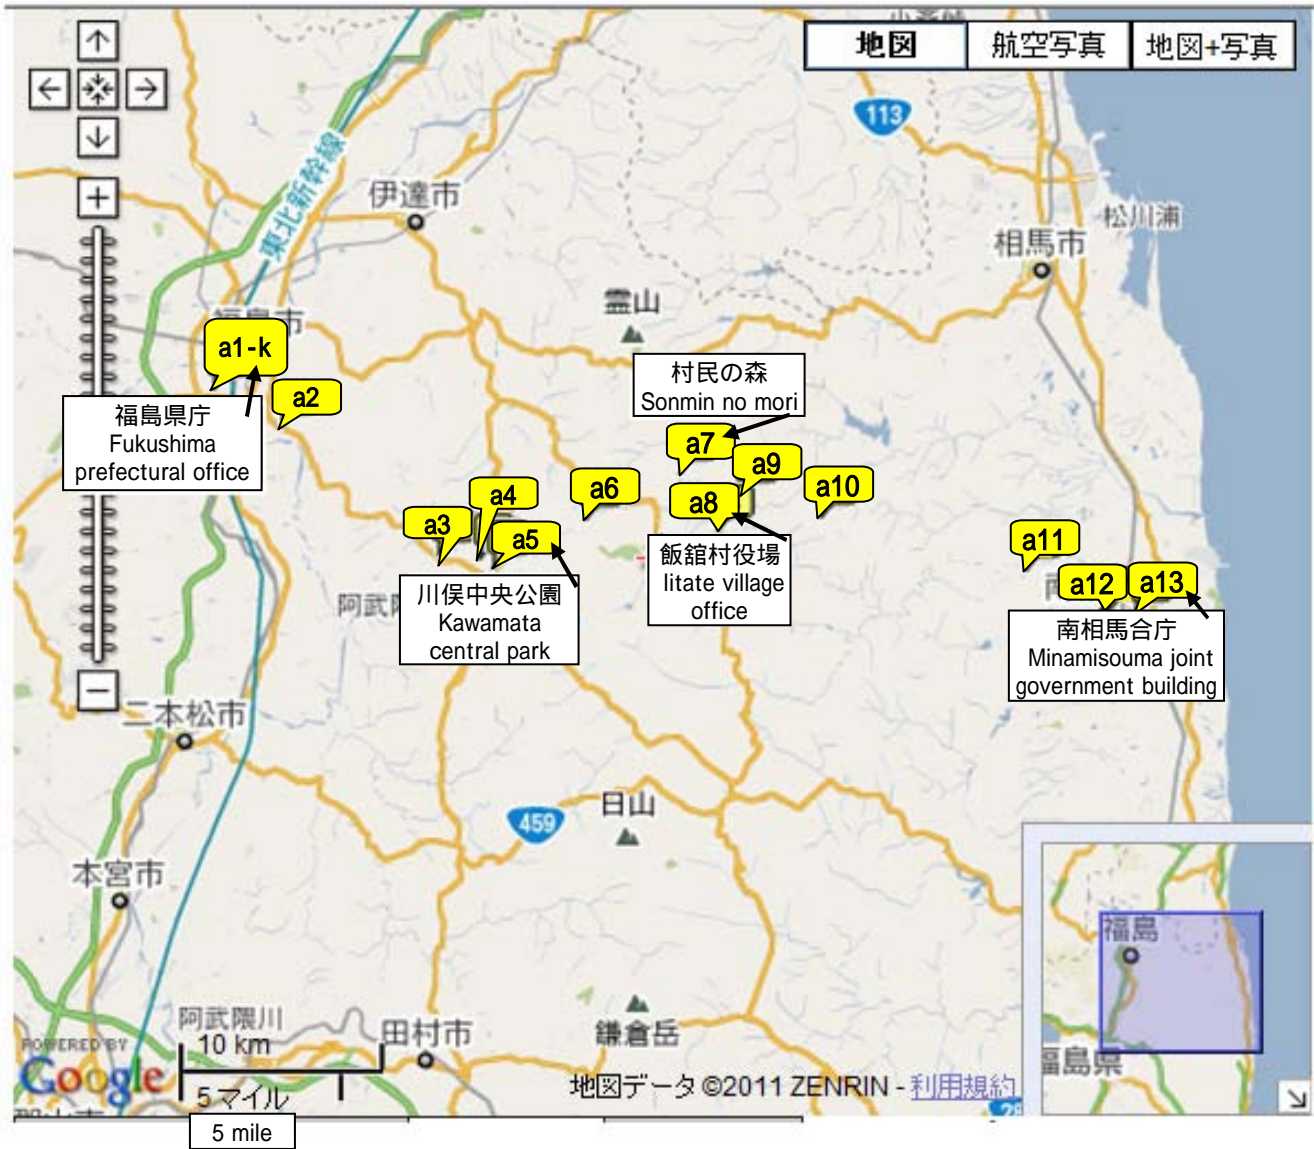 地図
航空写真
地図+写真
113
東北新幹線
伊達市
松川浦
相馬市
霊山
福島市
a1-k
a2
福島県庁
Fukushima
prefectural office
村民の森
Sonmin no mori
a7
a9
a10
a8
a6
a4
a3
a5
a11
a12
a13
飯舘村役場
Iitate village
office
川俣中央公園
Kawamata
central park
南相馬合庁
Minamisouma joint
government building
二本松市
日山
459
本宮市
福島
福島県
阿武隈川
10 km
田村市
鎌倉岳
POWERED BY
Google
5 マイル
5 mile
地図データ ©2011 ZENRIN - 利用規約